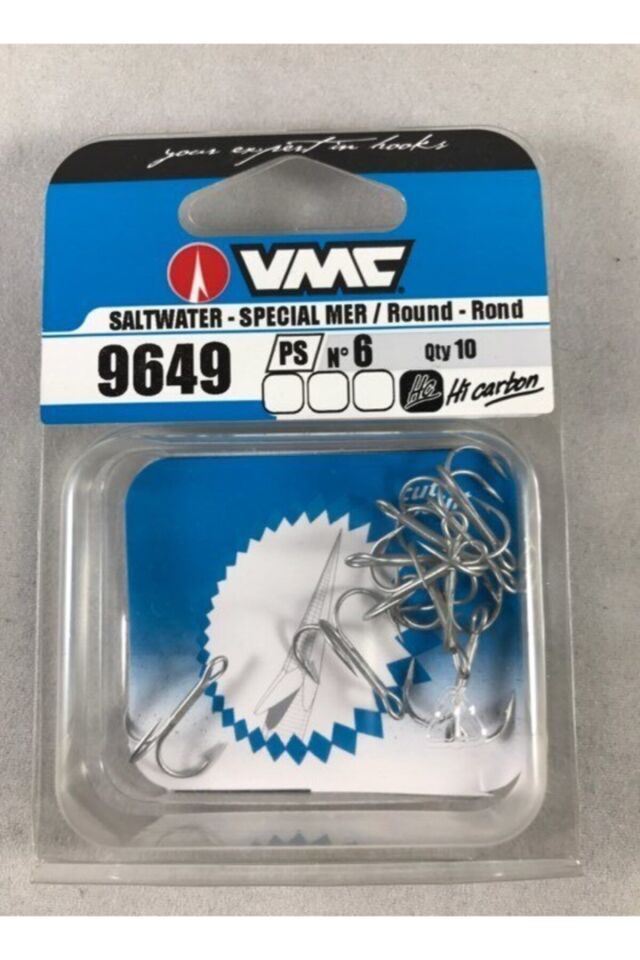 your expert in hooks
VMC
SALTWATER - SPECIAL MER / Round - Rond
9649 PS N° 6 Qty 10
Hi carbon